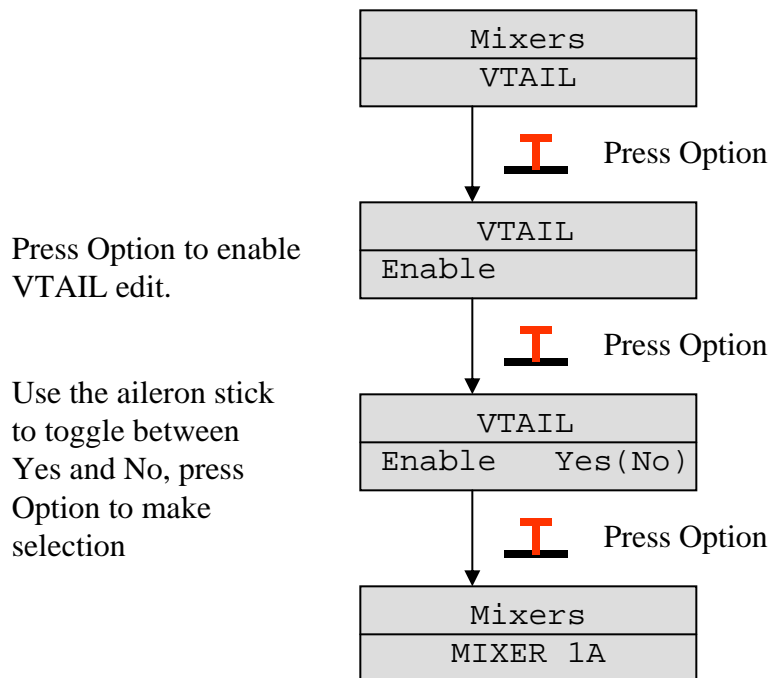 Mixers
VTAIL
Press Option
VTAIL
Enable
Press Option to enable
VTAIL edit.
Press Option
VTAIL
Enable Yes(No)
Use the aileron stick
to toggle between
Yes and No, press
Option to make
selection
Press Option
Mixers
MIXER 1A